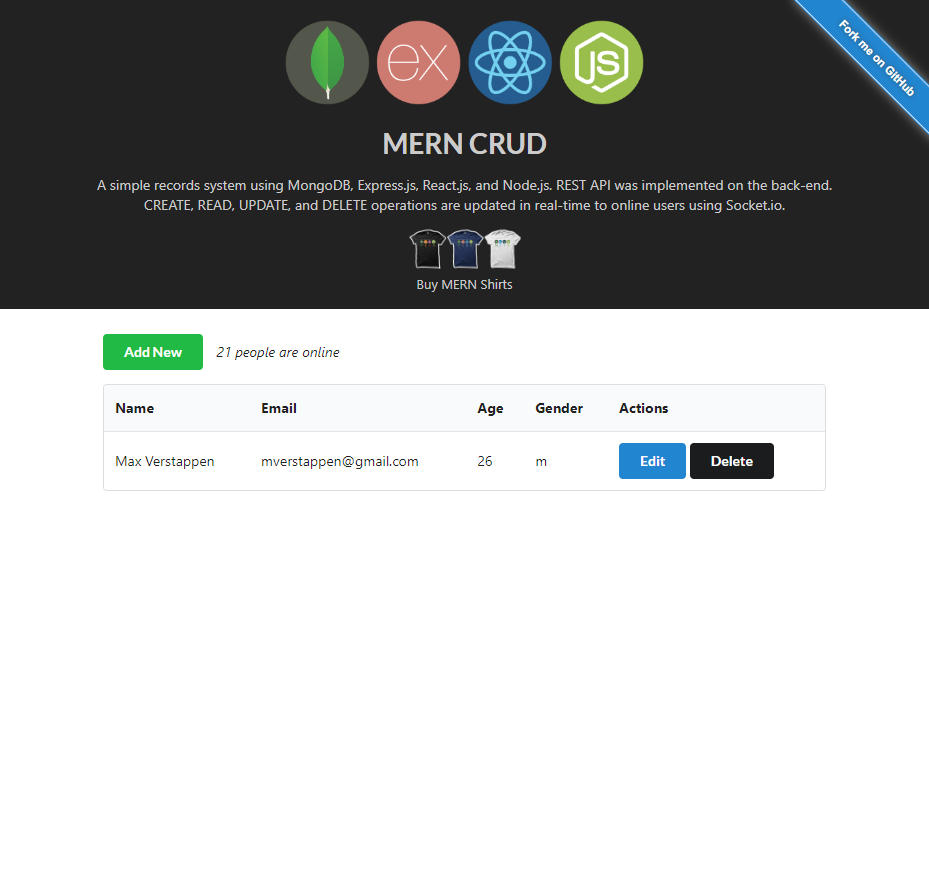 Fork me on GitHub
ex
JS
MERN CRUD
A simple records system using MongoDB, Express.js, React.js, and Node.js. REST API was implemented on the back-end.
CREATE, READ, UPDATE, and DELETE operations are updated in real-time to online users using Socket.io.
Buy MERN Shirts
Add New 21 people are online
Name Email Age Gender Actions
Max Verstappen mverstappen@gmail.com 26 m Edit Delete